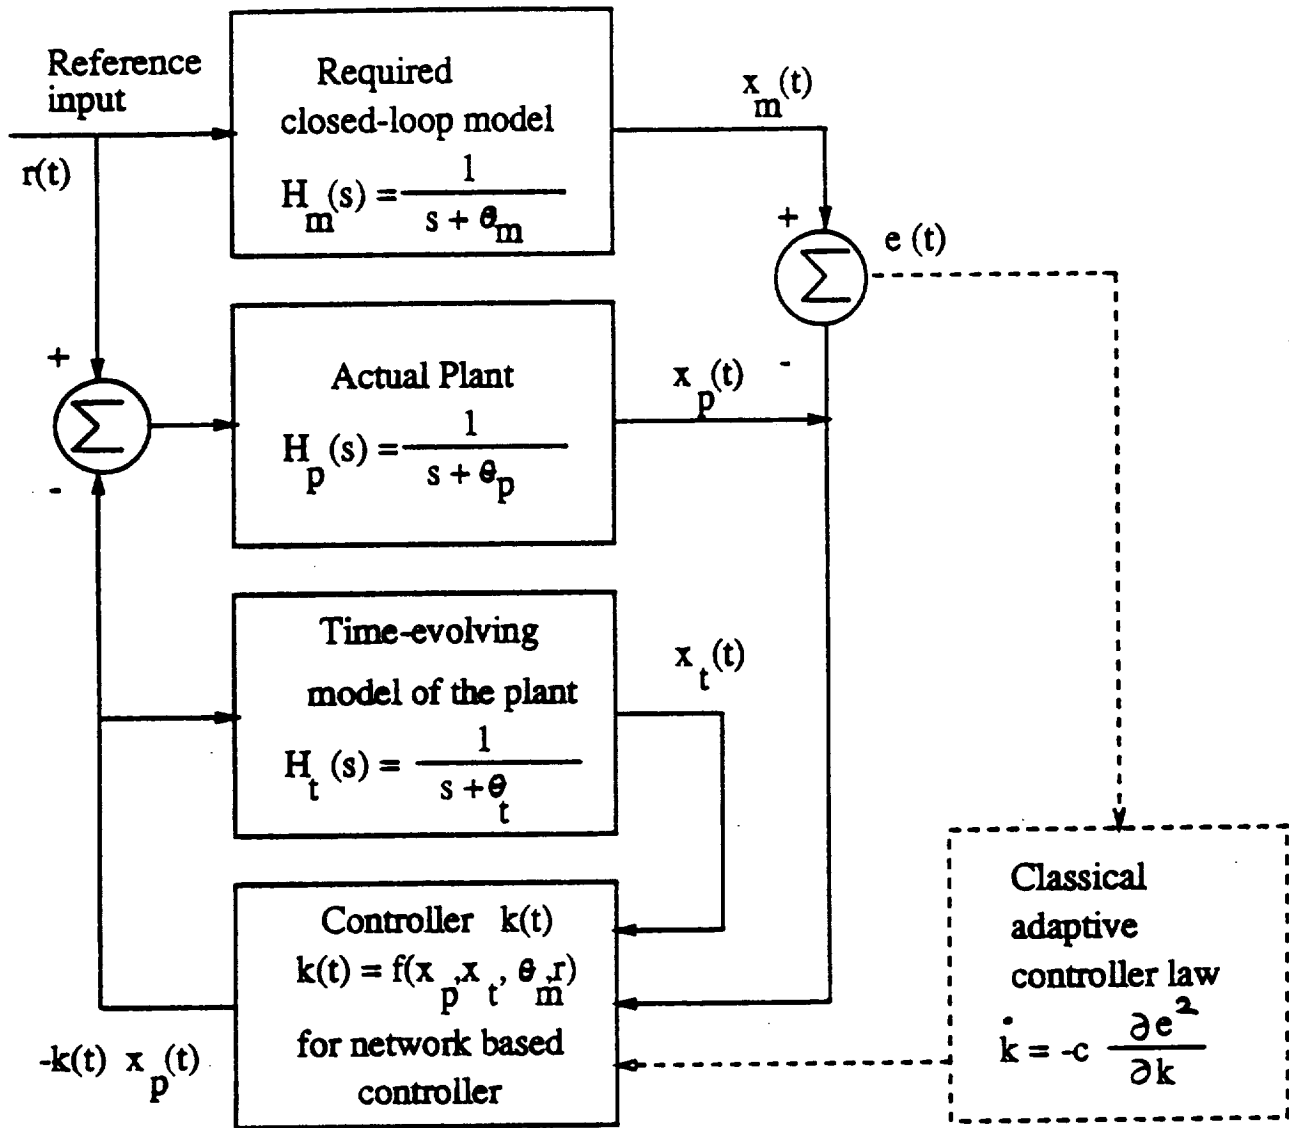 Reference
input
r(t)
Required
closed-loop model
H_m(s) = 1 / (s + θ_m)
x_m(t)
+
e (t)
-
+
-
Actual Plant
H_p(s) = 1 / (s + θ_p)
x_p(t)
Time-evolving
model of the plant
H_t(s) = 1 / (s + θ_t)
x_t(t)
Controller k(t)
k(t) = f(x_p, x_t, θ_m, r)
for network based
controller
-k(t) x_p(t)
Classical
adaptive
controller law
k̇ = -c ∂e² / ∂k